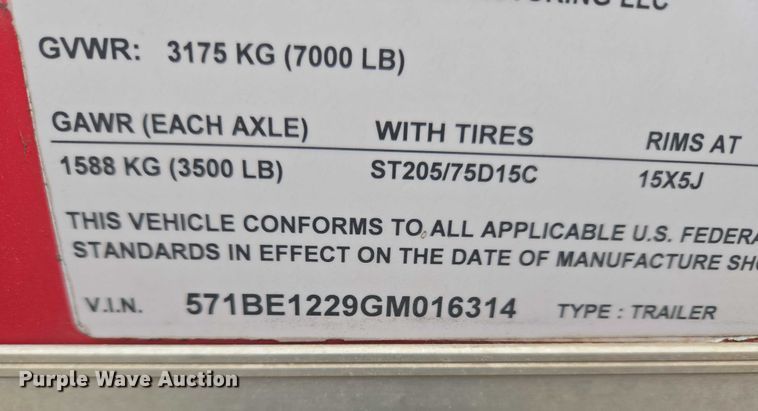 LLC
GVWR: 3175 KG (7000 LB)
GAWR (EACH AXLE) WITH TIRES RIMS AT
1588 KG (3500 LB) ST205/75D15C 15X5J
THIS VEHICLE CONFORMS TO ALL APPLICABLE U.S. FEDERA
STANDARDS IN EFFECT ON THE DATE OF MANUFACTURE SH
V.I.N. 571BE1229GM016314 TYPE : TRAILER
Purple Wave Auction